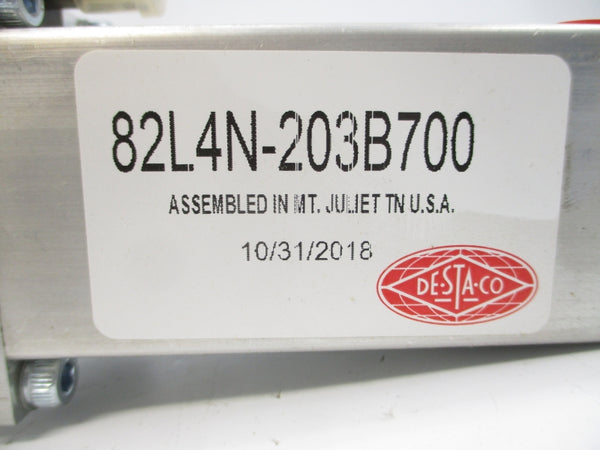 82L4N-203B700
ASSEMBLED IN MT. JULIET TN U.S.A.
10/31/2018
DE-STA-CO